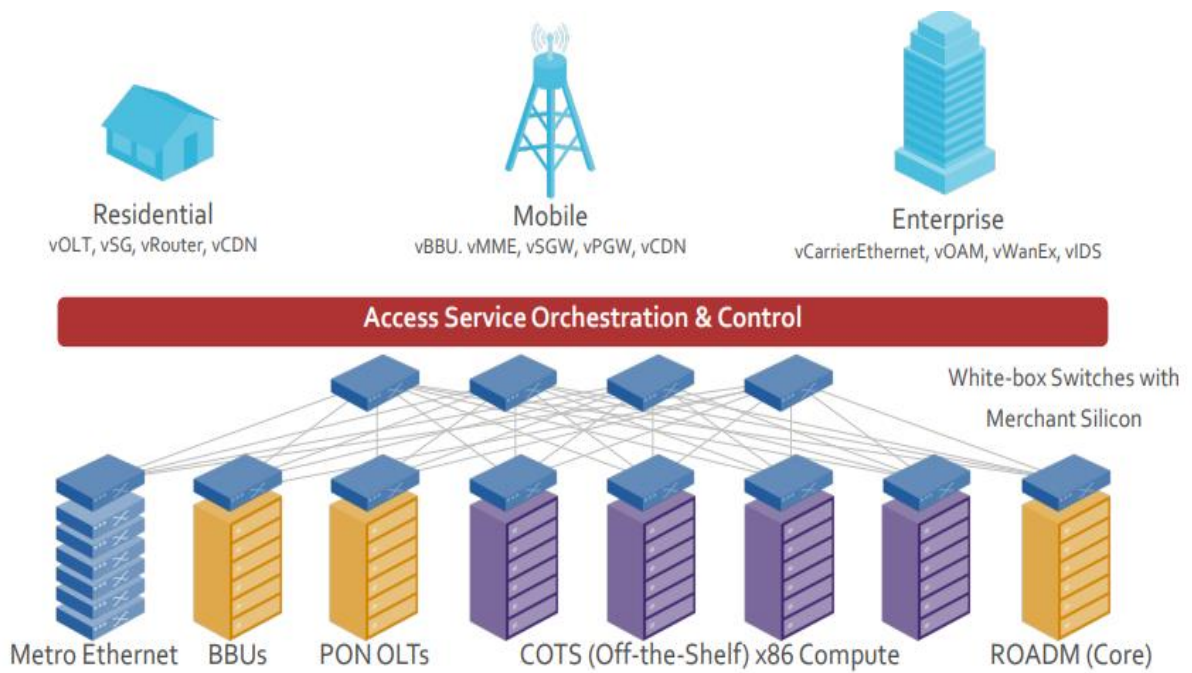 Residential
vOLT, vSG, vRouter, vCDN
Mobile
vBBU. vMME, vSGW, vPGW, vCDN
Enterprise
vCarrierEthernet, vOAM, vWanEx, vIDS
Access Service Orchestration & Control
White-box Switches with
Merchant Silicon
Metro Ethernet
BBUs
PON OLTs
COTS (Off-the-Shelf) x86 Compute
ROADM (Core)